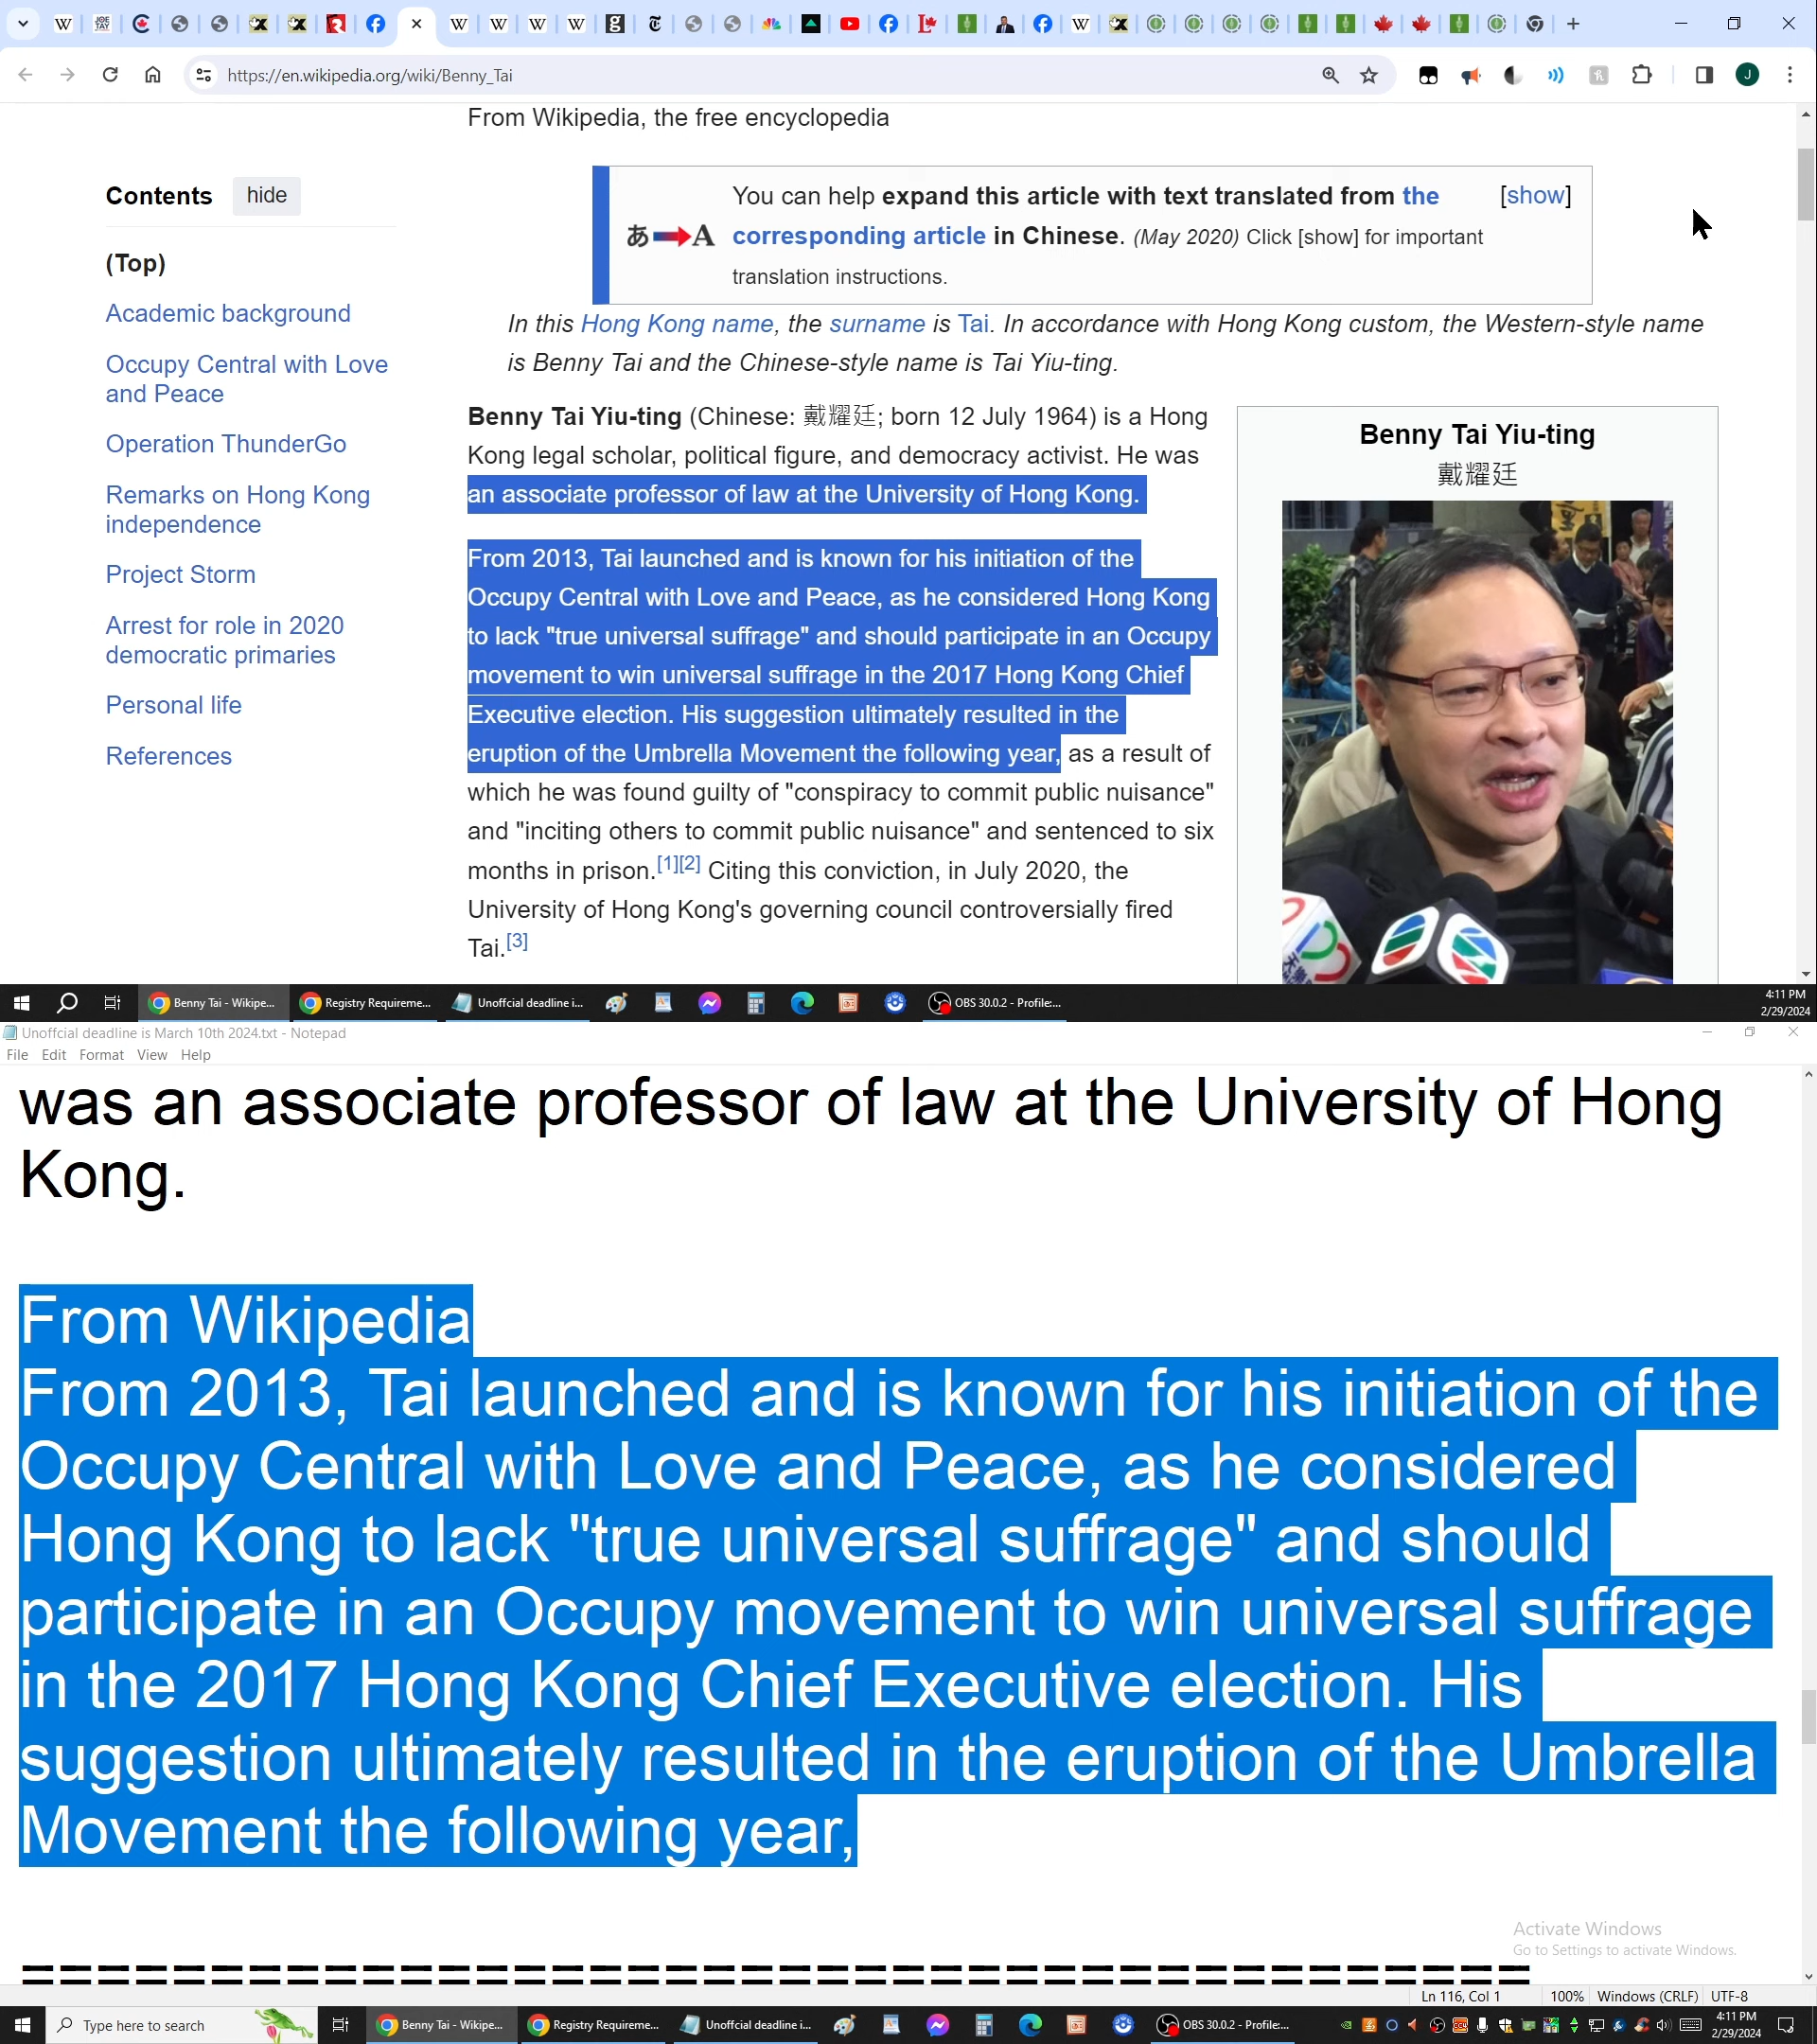 https://en.wikipedia.org/wiki/Benny_Tai
From Wikipedia, the free encyclopedia
Contents hide
(Top)
Academic background
Occupy Central with Love
and Peace
Operation ThunderGo
Remarks on Hong Kong
independence
Project Storm
Arrest for role in 2020
democratic primaries
Personal life
References
You can help expand this article with text translated from the [show]
corresponding article in Chinese. (May 2020) Click [show] for important
translation instructions.
In this Hong Kong name, the surname is Tai. In accordance with Hong Kong custom, the Western-style name
is Benny Tai and the Chinese-style name is Tai Yiu-ting.
Benny Tai Yiu-ting (Chinese: 戴耀廷; born 12 July 1964) is a Hong
Kong legal scholar, political figure, and democracy activist. He was
an associate professor of law at the University of Hong Kong.
From 2013, Tai launched and is known for his initiation of the
Occupy Central with Love and Peace, as he considered Hong Kong
to lack "true universal suffrage" and should participate in an Occupy
movement to win universal suffrage in the 2017 Hong Kong Chief
Executive election. His suggestion ultimately resulted in the
eruption of the Umbrella Movement the following year, as a result of
which he was found guilty of "conspiracy to commit public nuisance"
and "inciting others to commit public nuisance" and sentenced to six
months in prison.[1][2] Citing this conviction, in July 2020, the
University of Hong Kong's governing council controversially fired
Tai.[3]
Benny Tai Yiu-ting
戴耀廷
Benny Tai - Wikipe... Registry Requireme... Unoffcial deadline i... OBS 30.0.2 - Profile:...
4:11 PM
2/29/2024
Unoffcial deadline is March 10th 2024.txt - Notepad
File Edit Format View Help
was an associate professor of law at the University of Hong
Kong.
From Wikipedia
From 2013, Tai launched and is known for his initiation of the
Occupy Central with Love and Peace, as he considered
Hong Kong to lack "true universal suffrage" and should
participate in an Occupy movement to win universal suffrage
in the 2017 Hong Kong Chief Executive election. His
suggestion ultimately resulted in the eruption of the Umbrella
Movement the following year,
Activate Windows
Go to Settings to activate Windows.
========================================
Ln 116, Col 1 100% Windows (CRLF) UTF-8
Type here to search Benny Tai - Wikipe... Registry Requireme... Unoffcial deadline i... OBS 30.0.2 - Profile:...
4:11 PM
2/29/2024